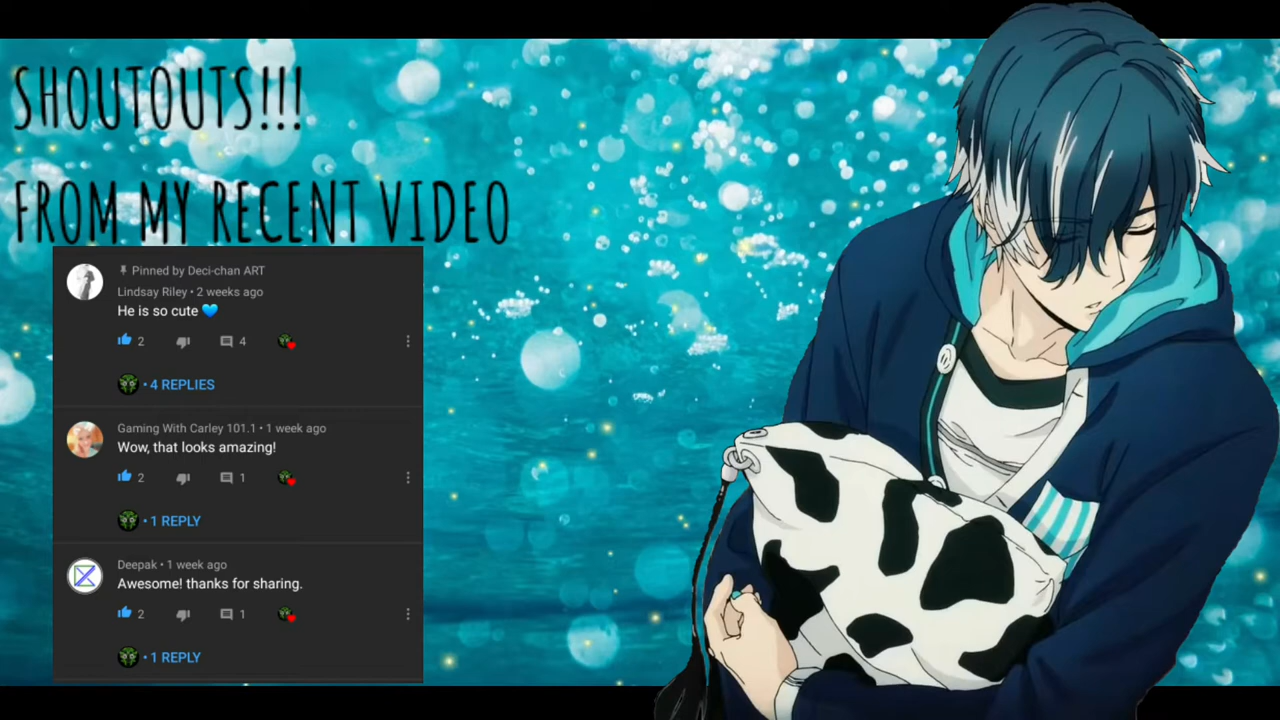 SHOUTOUTS!!!
FROM MY RECENT VIDEO
Pinned by Deci-chan ART
Lindsay Riley • 2 weeks ago
He is so cute 💙
2 4
• 4 REPLIES
Gaming With Carley 101.1 • 1 week ago
Wow, that looks amazing!
2 1
• 1 REPLY
Deepak • 1 week ago
Awesome! thanks for sharing.
2 1
• 1 REPLY